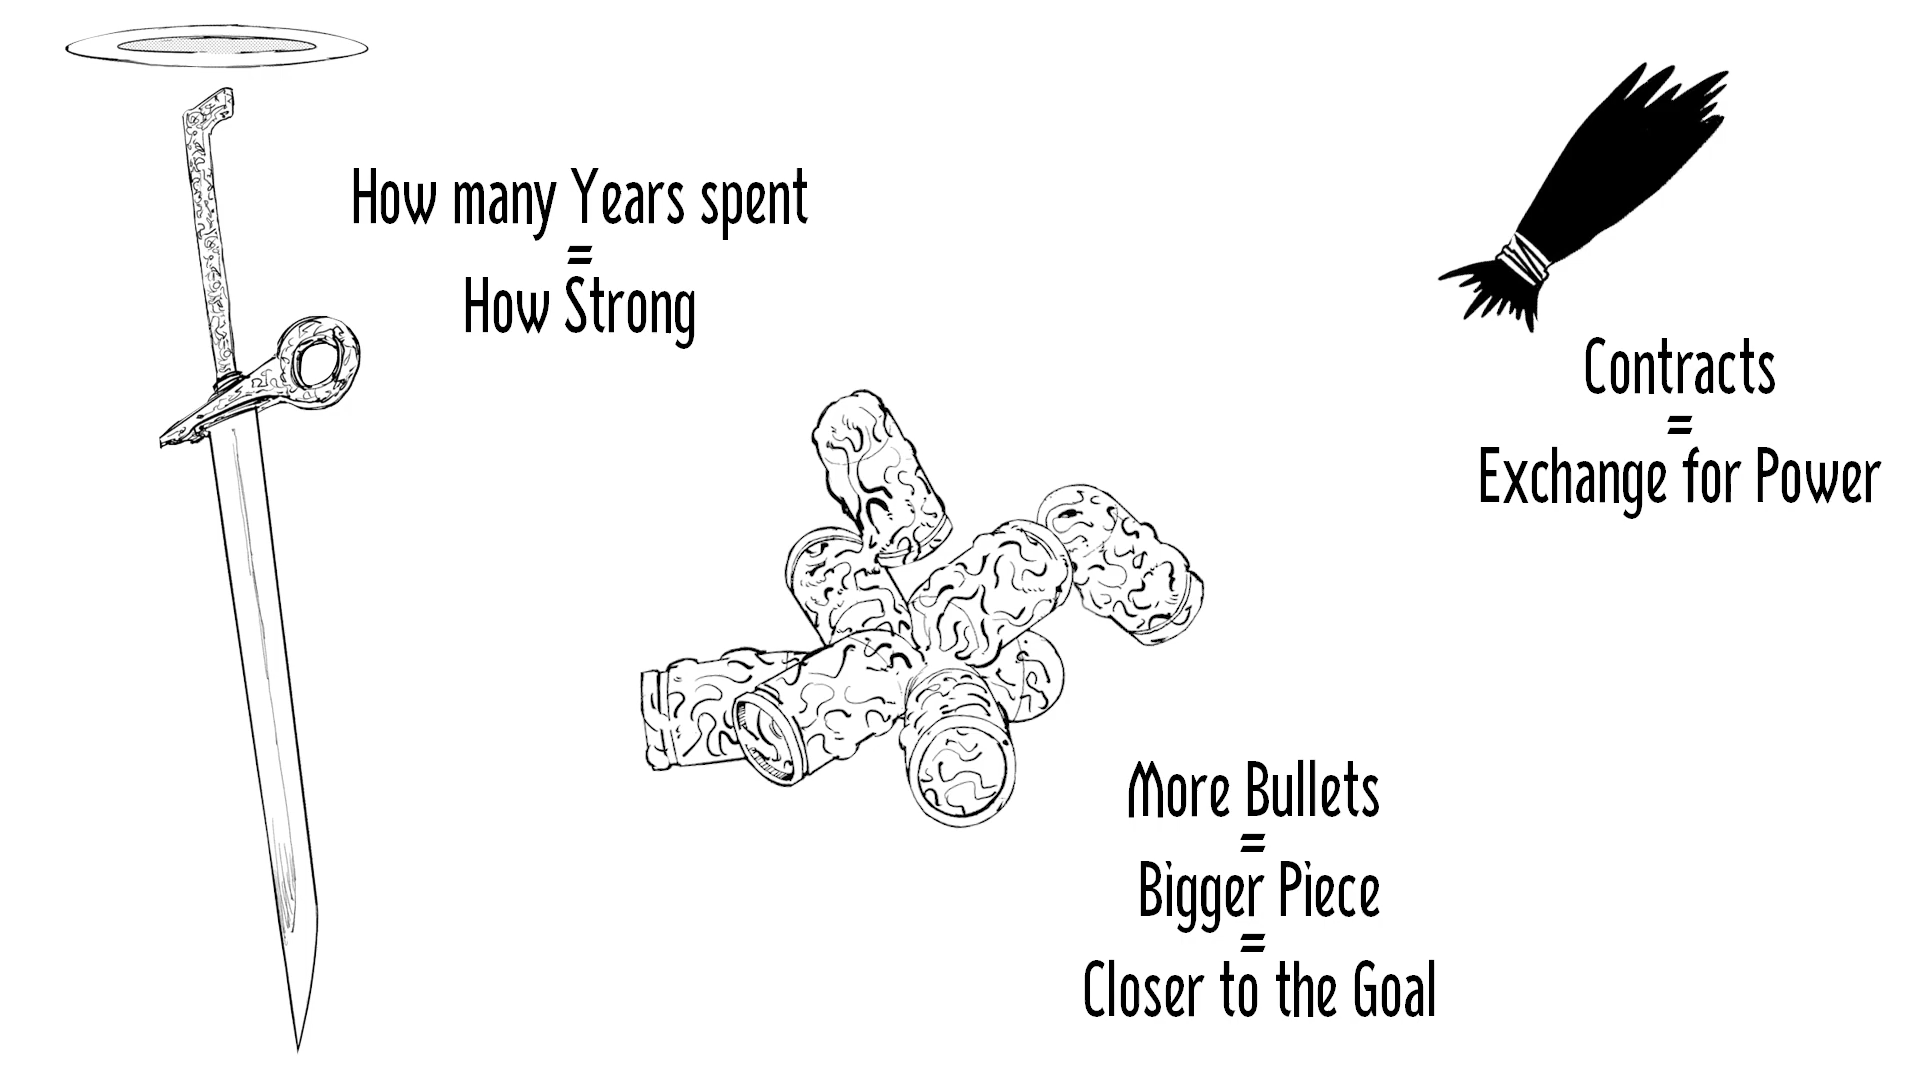 How many Years spent
=
How Strong
Contracts
=
Exchange for Power
More Bullets
=
Bigger Piece
=
Closer to the Goal